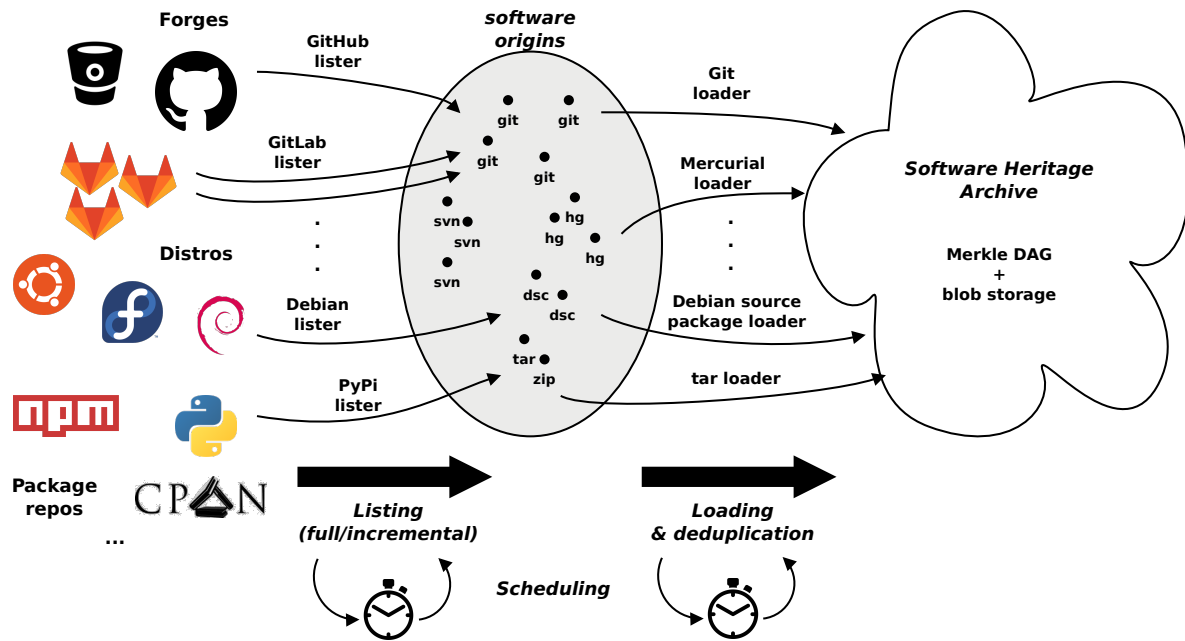 Forges
GitHub
lister
GitLab
lister
.
.
.
Distros
Debian
lister
PyPi
lister
npm
Package
repos
CPAN
...
software
origins
git
git
git
git
svn
svn
svn
hg
hg
hg
dsc
dsc
tar
zip
Git
loader
Mercurial
loader
.
.
.
Debian source
package loader
tar loader
Software Heritage
Archive
Merkle DAG
+
blob storage
Listing
(full/incremental)
Scheduling
Loading
& deduplication